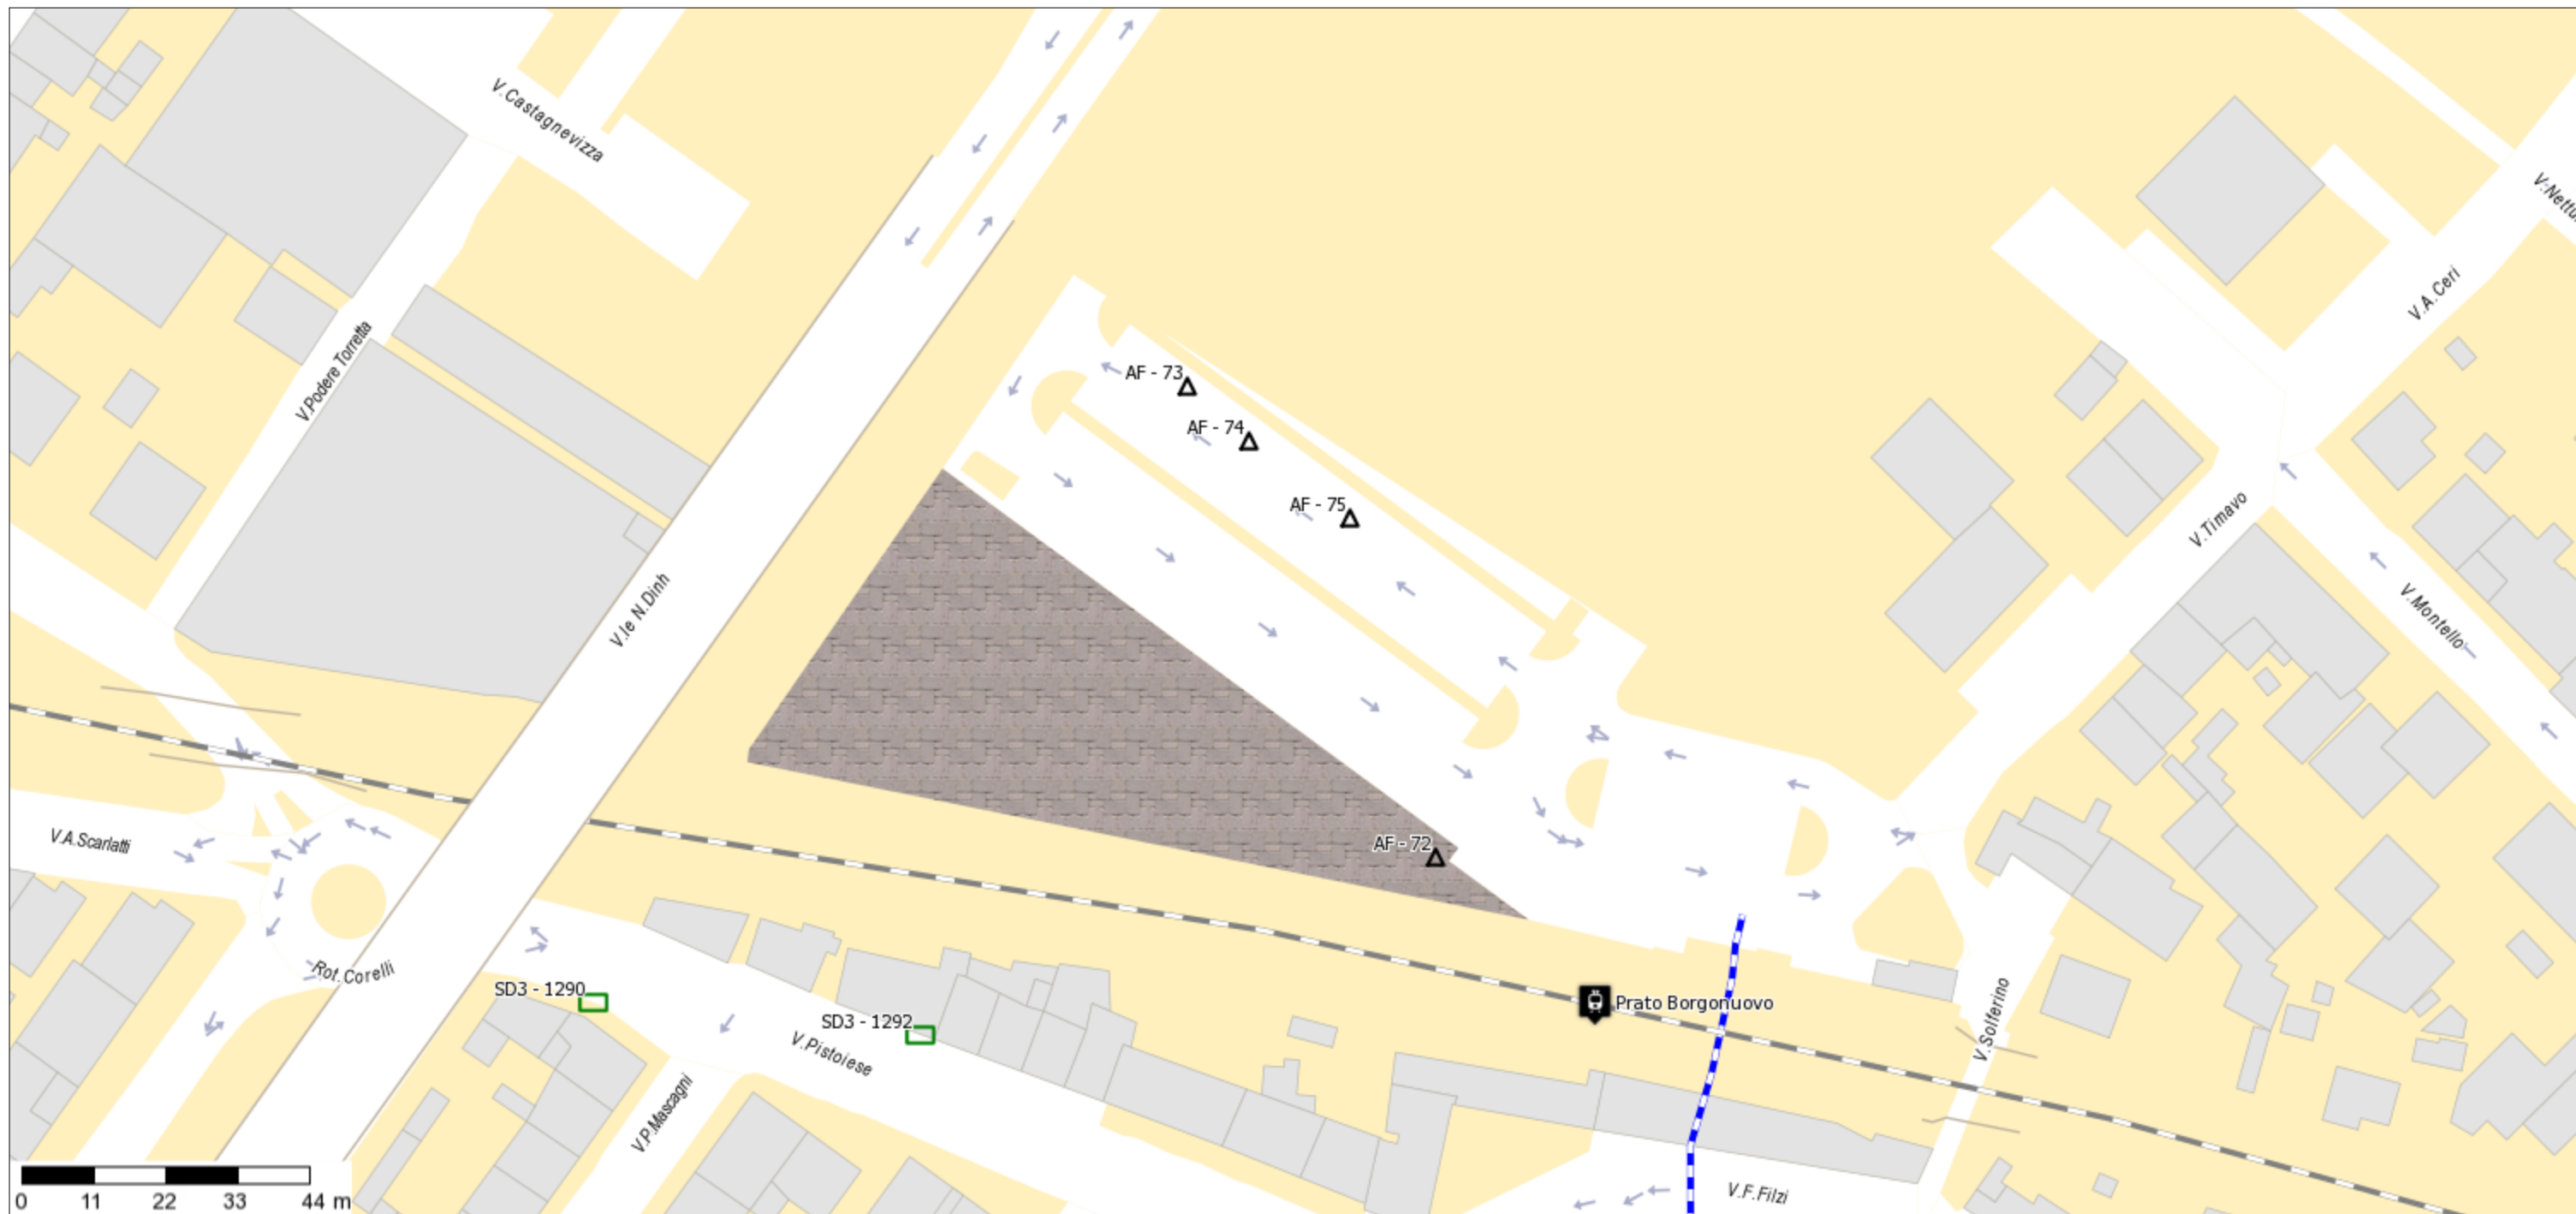 V.Castagnevizza
V.Nettu
V.A.Ceri
V.Podere Torretta
AF - 73
AF - 74
AF - 75
V.Timavo
V.le N.Dinh
V.Montello
V.A.Scarlatti
AF - 72
Rot.Corelli
SD3 - 1290
SD3 - 1292
Prato Borgonuovo
V.Pistoiese
V.Solferino
V.P.Mascagni
V.F.Filzi
0 11 22 33 44 m